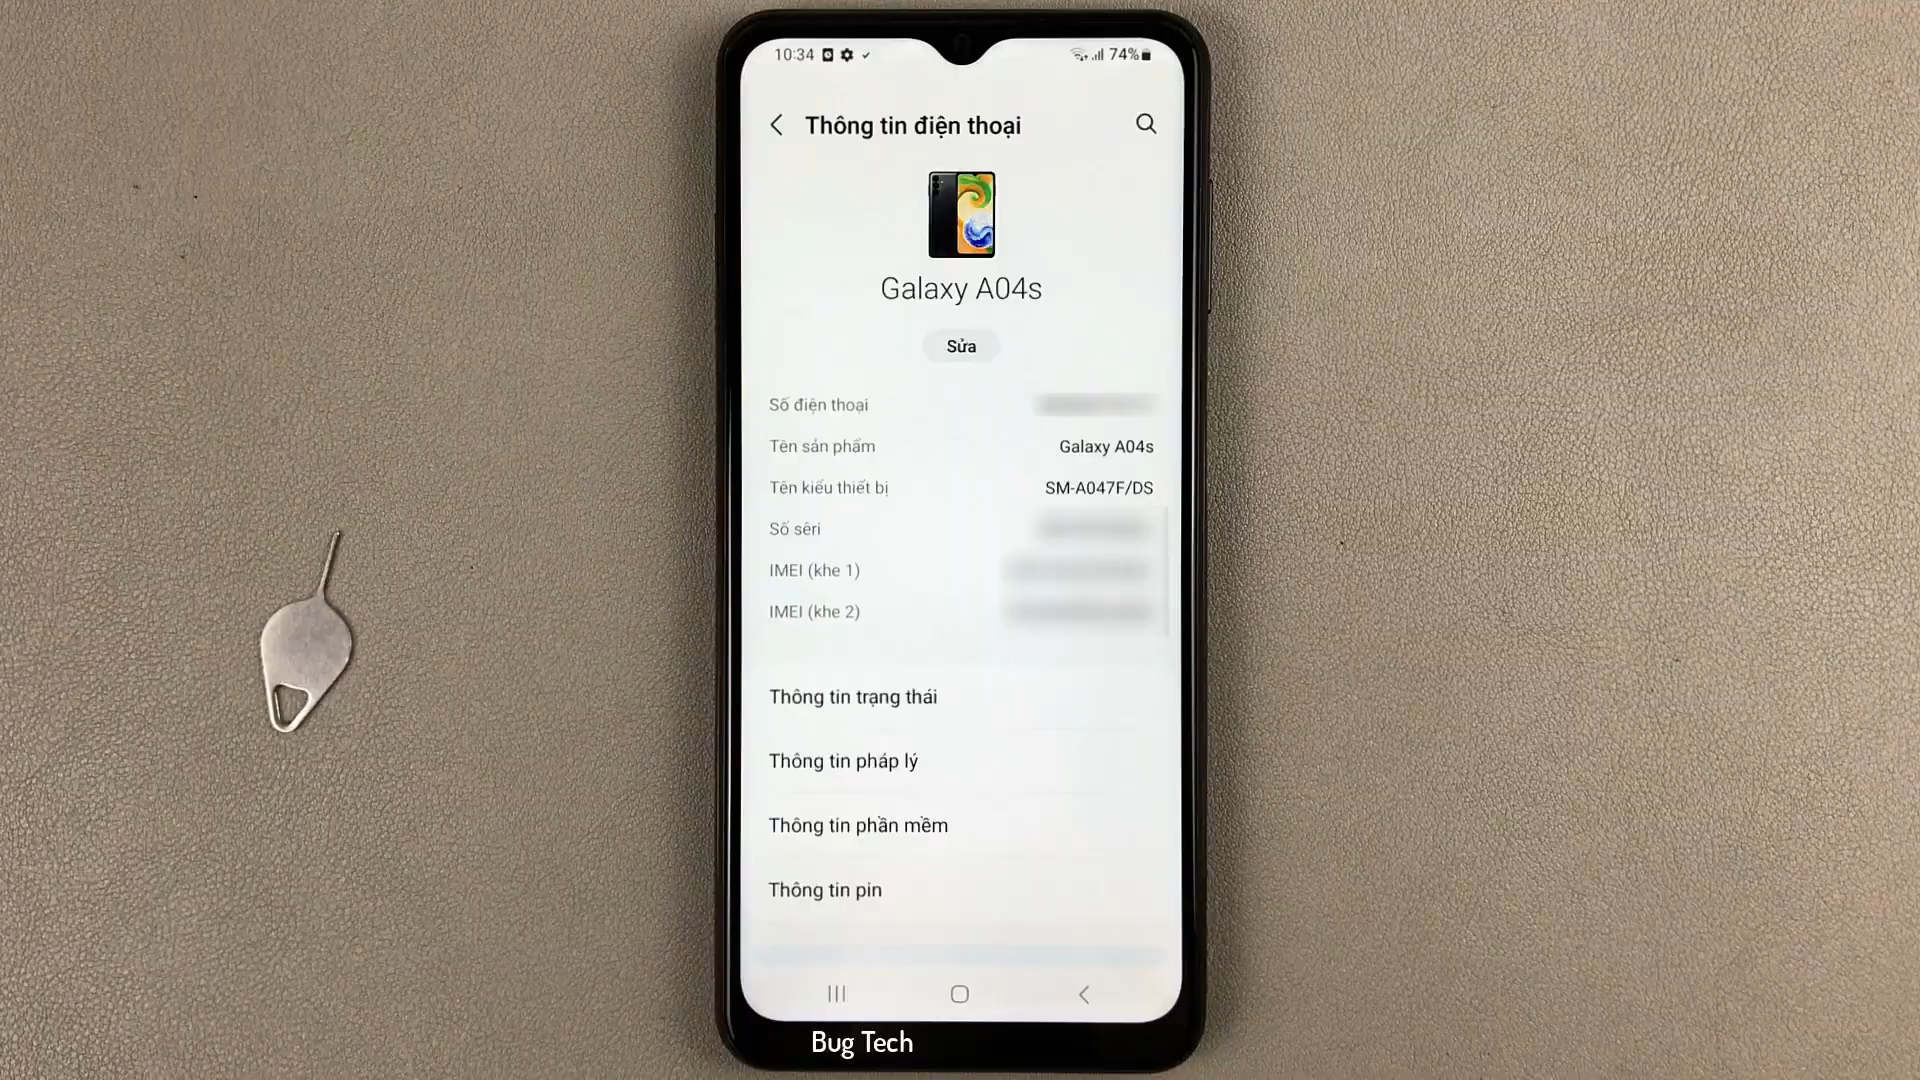 10:34 74%
Thông tin điện thoại
Galaxy A04s
Sửa
Số điện thoại
Tên sản phẩm Galaxy A04s
Tên kiểu thiết bị SM-A047F/DS
Số sêri
IMEI (khe 1)
IMEI (khe 2)
Thông tin trạng thái
Thông tin pháp lý
Thông tin phần mềm
Thông tin pin
Bug Tech